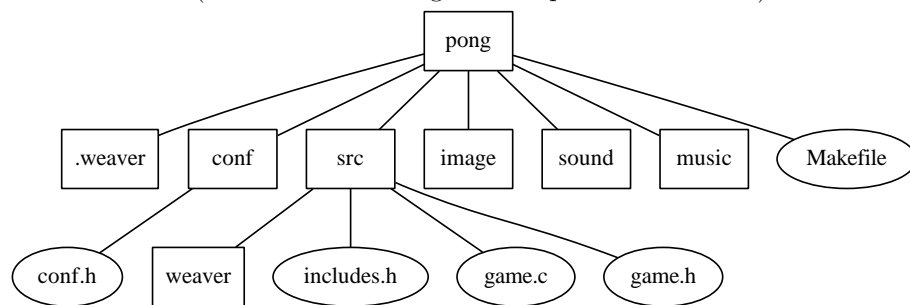 pong
.weaver conf src image sound music Makefile
conf.h weaver includes.h game.c game.h